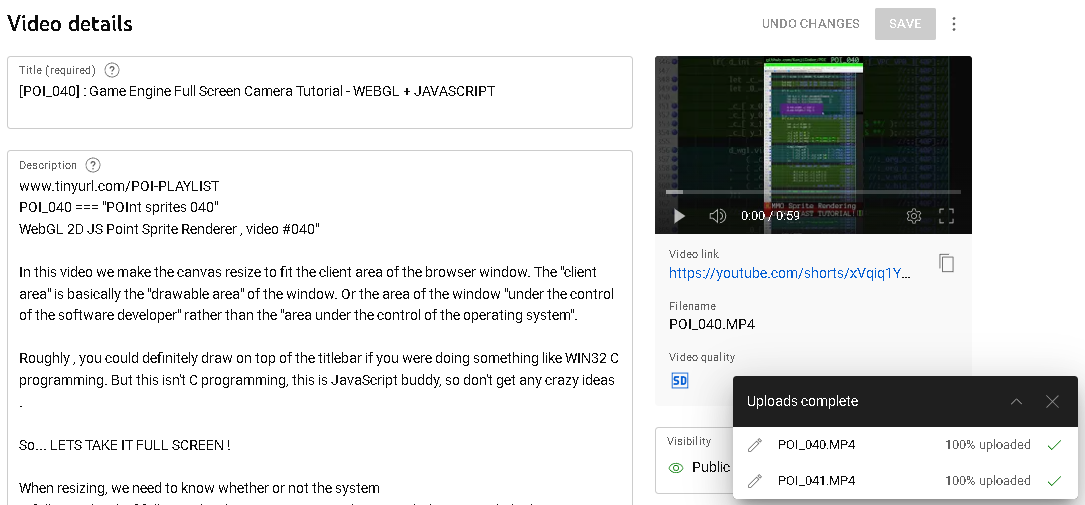 Video details
UNDO CHANGES
SAVE
Title (required)
[POI_040] : Game Engine Full Screen Camera Tutorial - WEBGL + JAVASCRIPT
Description
www.tinyurl.com/POI-PLAYLIST
POI_040 === "POInt sprites 040"
WebGL 2D JS Point Sprite Renderer , video #040"
In this video we make the canvas resize to fit the client area of the browser window. The "client
area" is basically the "drawable area" of the window. Or the area of the window "under the control
of the software developer" rather than the "area under the control of the operating system".
Roughly , you could definitely draw on top of the titlebar if you were doing something like WIN32 C
programming. But this isn't C programming, this is JavaScript buddy, so don't get any crazy ideas
.
So... LETS TAKE IT FULL SCREEN !
When resizing, we need to know whether or not the system
POI_040
MMO Sprite Rendering
FAST TUTORIAL
0:00 / 0:59
Video link
https://youtube.com/shorts/xVqiq1Y...
Filename
POI_040.MP4
Video quality
SD
Visibility
Public
Uploads complete
POI_040.MP4 100% uploaded
POI_041.MP4 100% uploaded